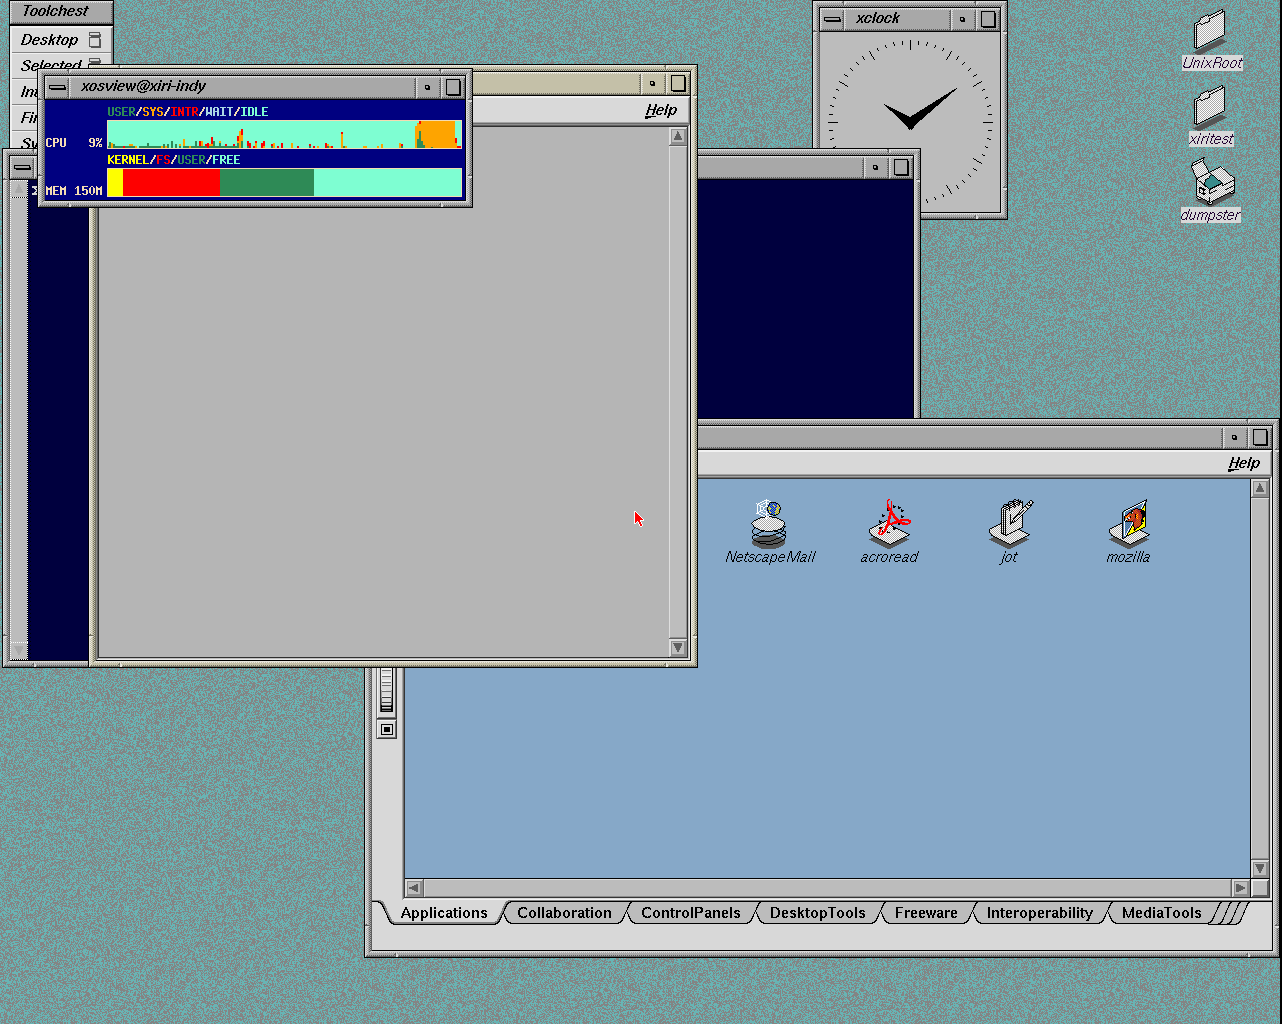 Toolchest
Desktop
Selected
xosview@xiri-indy
USER/SYS/INTR/WAIT/IDLE
CPU 9%
KERNEL/FS/USER/FREE
MEM 150M
Help
xclock
UnixRoot
xiritest
dumpster
Help
NetscapeMail
acroread
jot
mozilla
Applications
Collaboration
ControlPanels
DesktopTools
Freeware
Interoperability
MediaTools